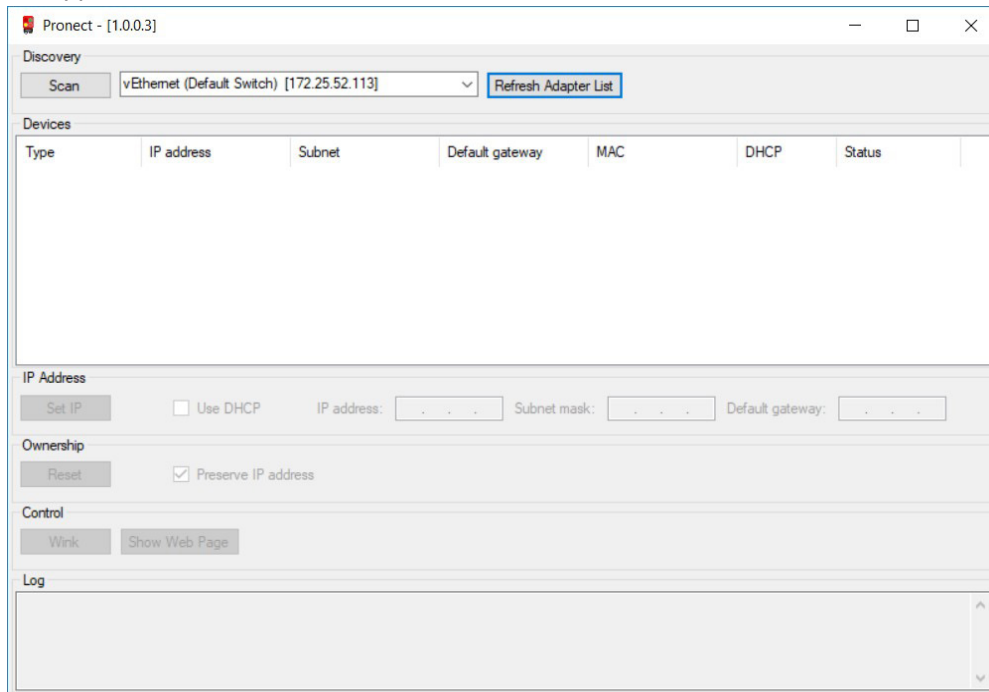 Pronect - [1.0.0.3]
Discovery
Scan vEthernet (Default Switch) [172.25.52.113] Refresh Adapter List
Devices
Type IP address Subnet Default gateway MAC DHCP Status
IP Address
Set IP Use DHCP IP address: . . . Subnet mask: . . . Default gateway: . . .
Ownership
Reset Preserve IP address
Control
Wink Show Web Page
Log